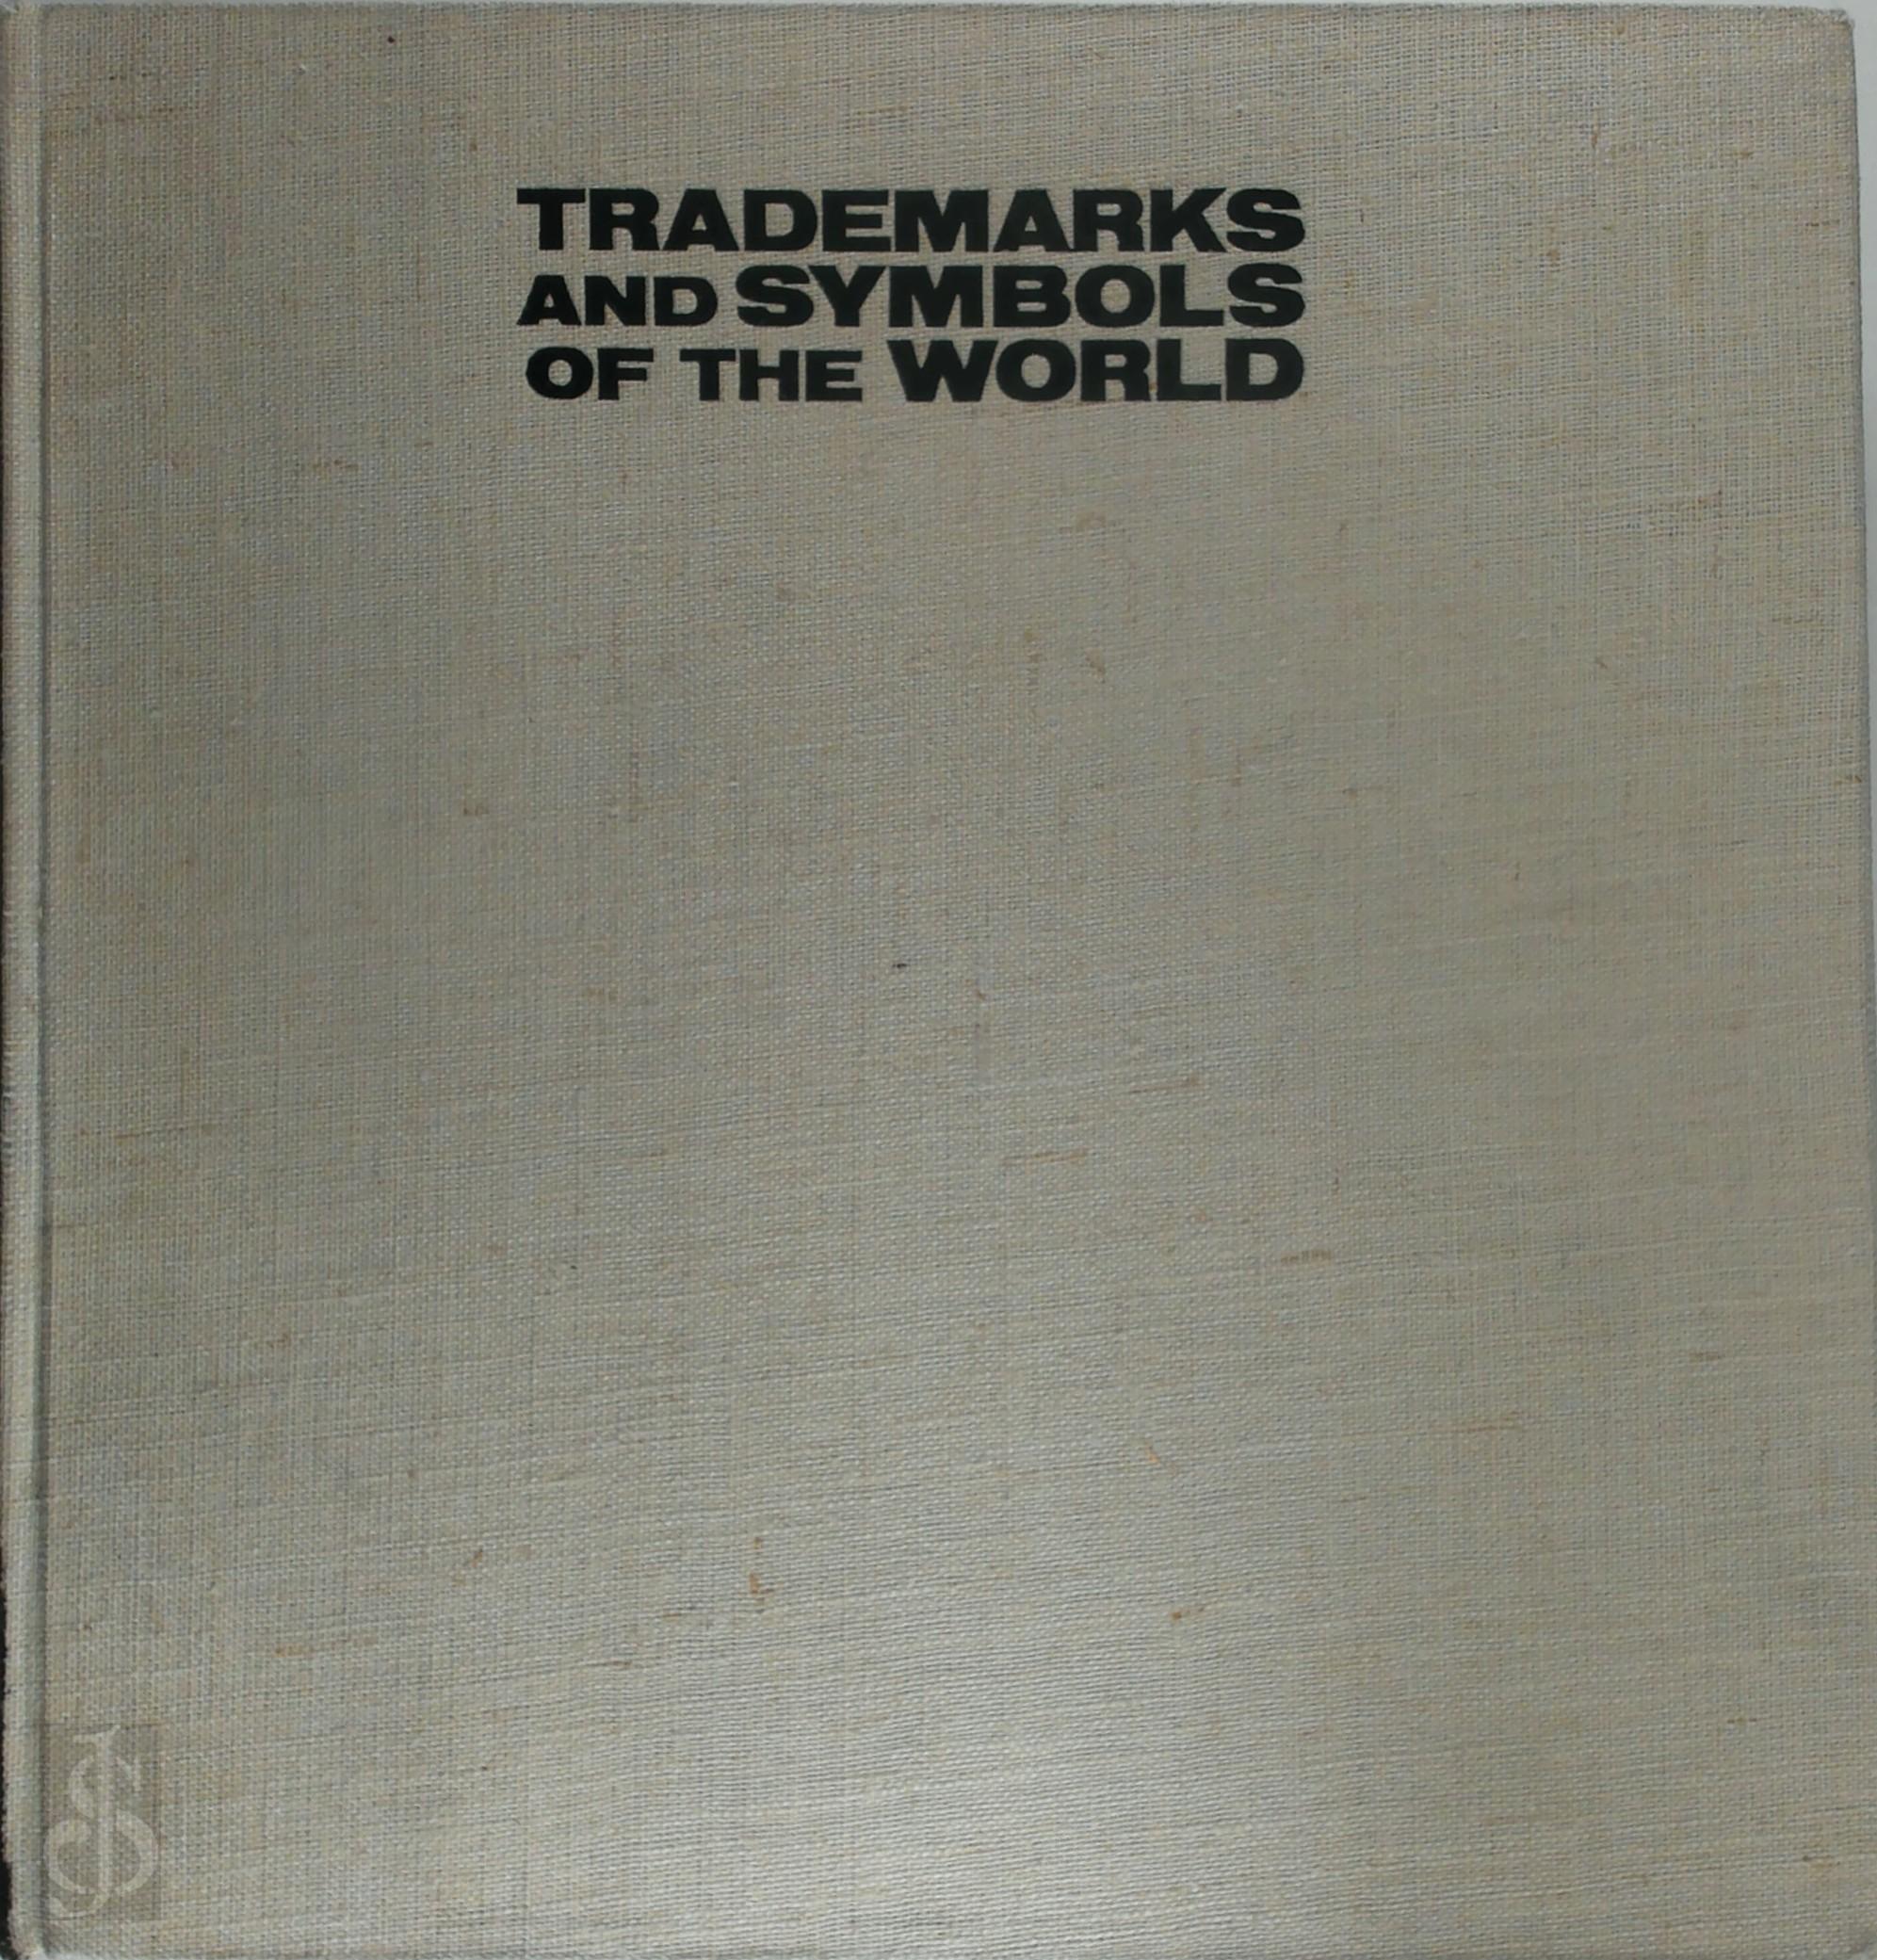 TRADEMARKS
AND SYMBOLS
OF THE WORLD